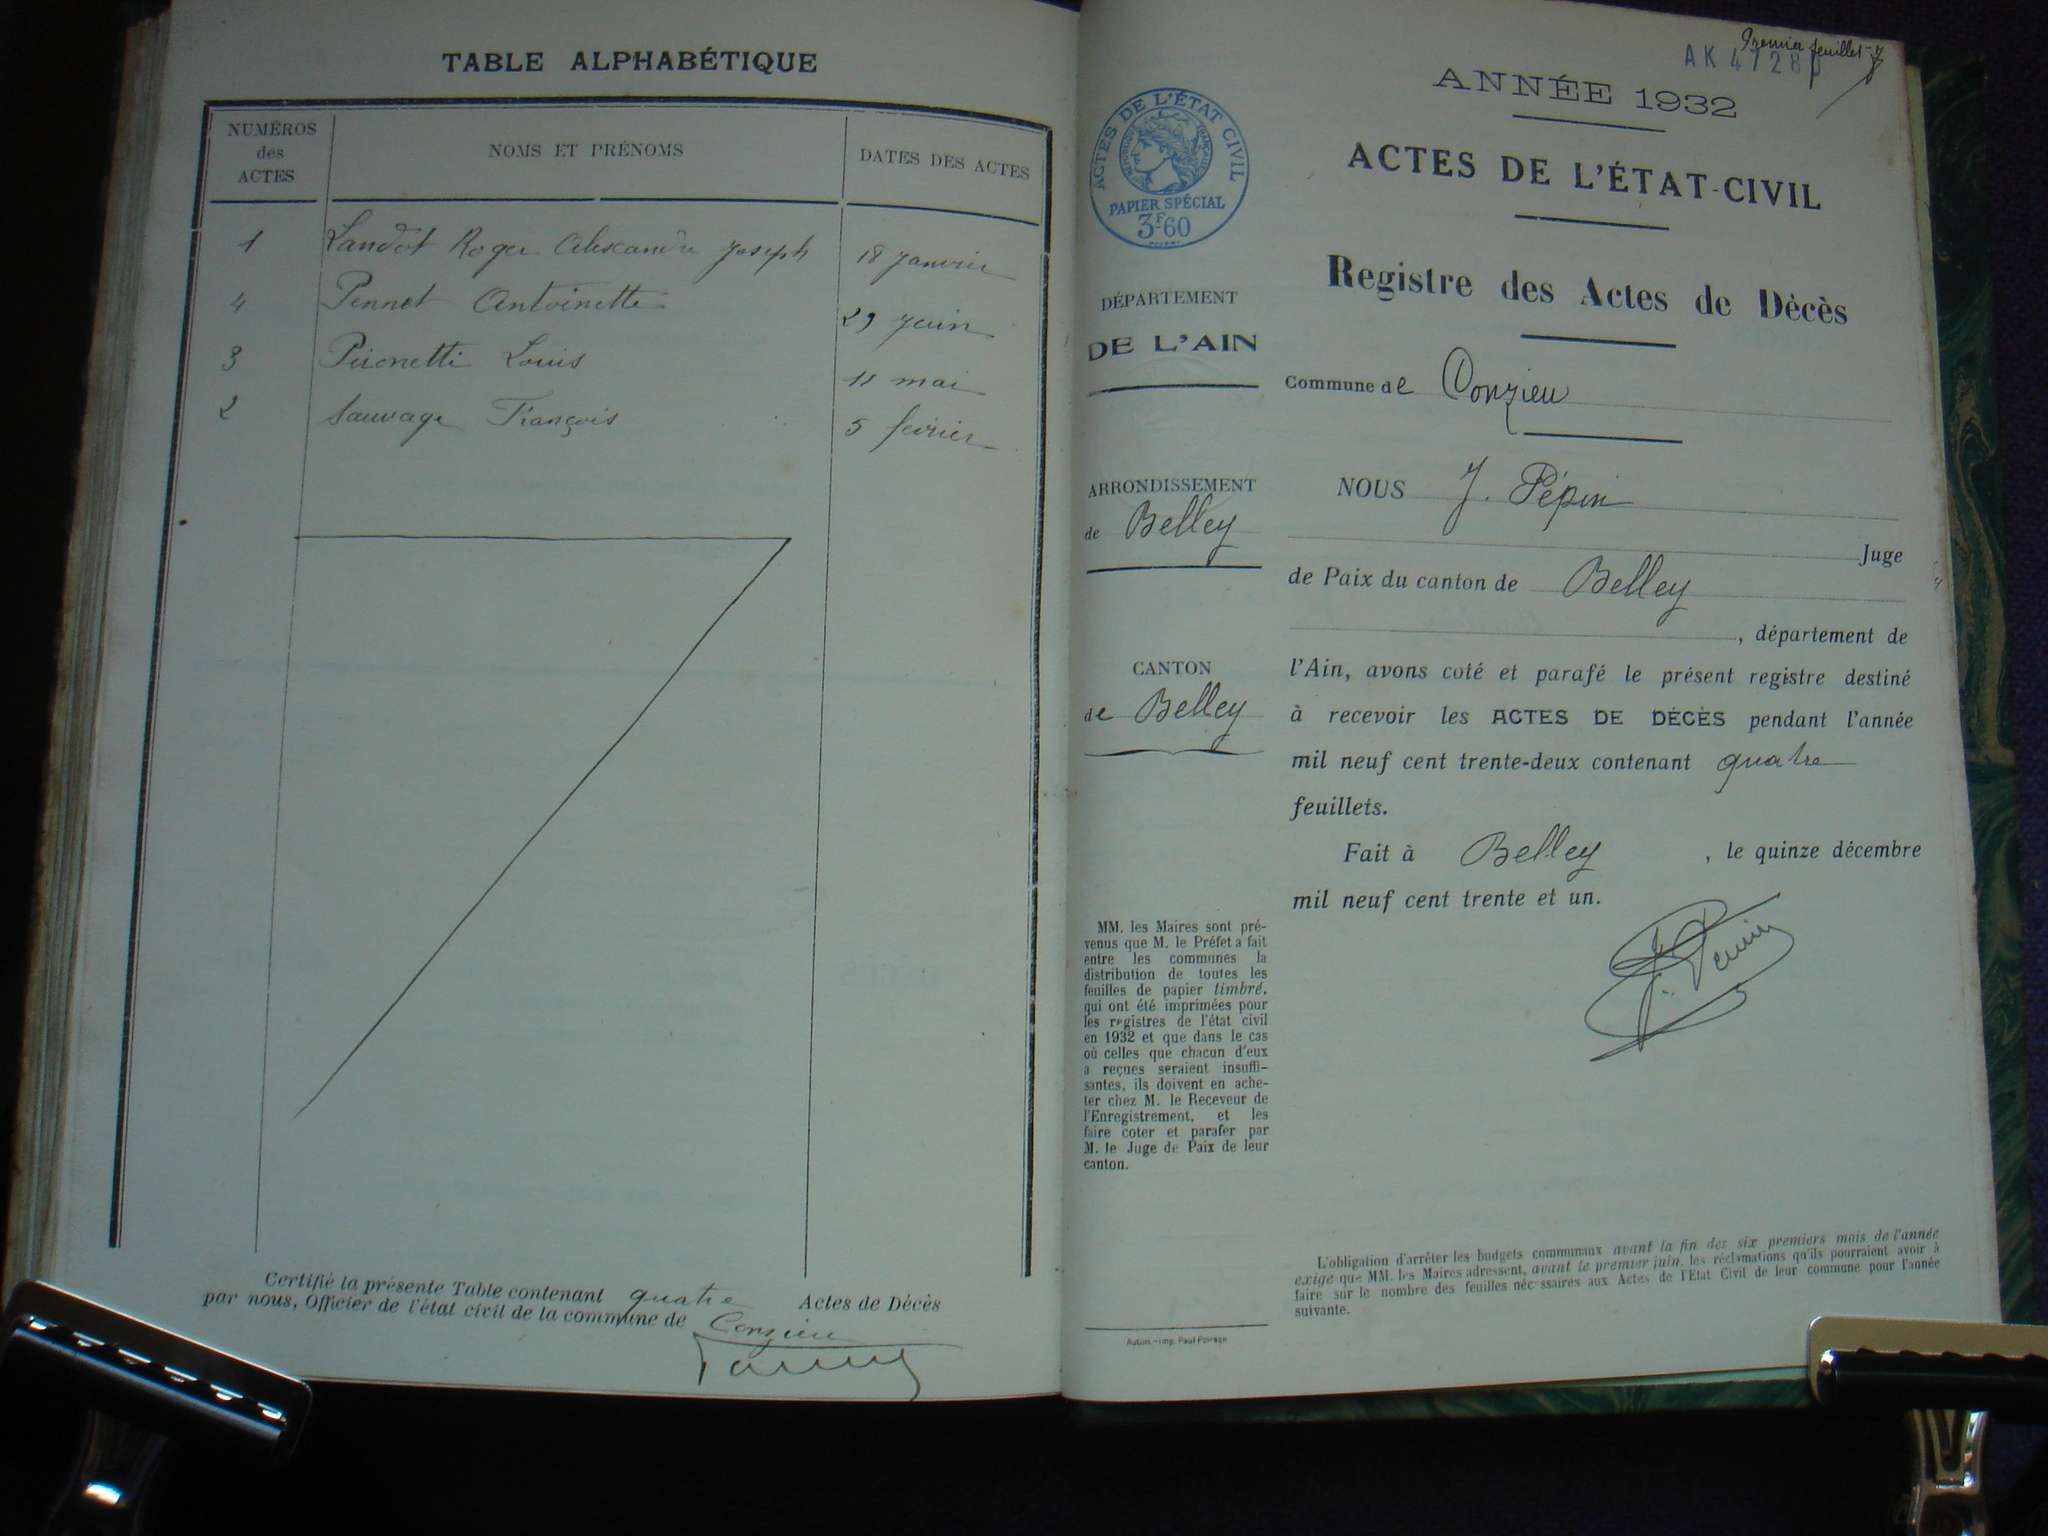 TABLE ALPHABÉTIQUE
NUMÉROS des ACTES
NOMS ET PRÉNOMS
DATES DES ACTES
1 Landot Roger Alexandre Joseph 18 janvier
4 Pennet Antoinette 29 juin
3 Louis 11 mai
2 Sauvage François 5 février
Certifié la présente Table contenant quatre Actes de Décès
par nous, Officier de l'état civil de la commune de Conzieu
Premier feuillet
AK 4728
ANNÉE 1932
ACTES DE L'ÉTAT-CIVIL
Registre des Actes de Décès
Commune de Conzieu
ACTES DE L'ÉTAT CIVIL
RÉPUBLIQUE FRANÇAISE
PAPIER SPÉCIAL
3F60
DÉPARTEMENT
DE L'AIN
ARRONDISSEMENT
de Belley
CANTON
de Belley
NOUS J. Pépin
Juge
de Paix du canton de Belley
, département de
l'Ain, avons coté et parafé le présent registre destiné
à recevoir les ACTES DE DÉCÈS pendant l'année
mil neuf cent trente-deux contenant quatre
feuillets.
Fait à Belley , le quinze décembre
mil neuf cent trente et un.
J. Pépin
MM. les Maires sont pré-
venus que M. le Préfet a fait
entre les communes la
distribution de toutes les
feuilles de papier timbré,
qui ont été imprimées pour
les registres de l'état civil
en 1932 et que dans le cas
où celles que chacun d'eux
a reçues seraient insuffi-
santes, ils doivent en ache-
ter chez M. le Receveur de
l'Enregistrement, et les
faire coter et parafer par
M. le Juge de Paix de leur
canton.
L'obligation d'arrêter les budgets communaux avant la fin des six premiers mois de l'année
exige que MM. les Maires adressent, avant le premier juin, les réclamations qu'ils pourraient avoir à
faire sur le nombre des feuilles nécessaires aux Actes de l'Etat Civil de leur commune pour l'année
suivante.
Autun.—imp. Paul Poirson